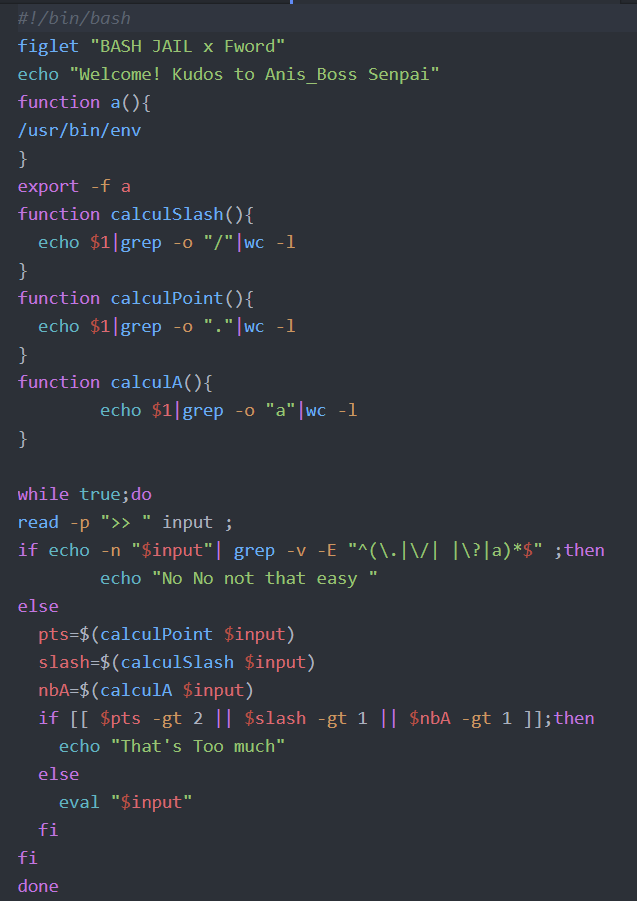 #!/bin/bash
figlet "BASH JAIL x Fword"
echo "Welcome! Kudos to Anis_Boss Senpai"
function a(){
/usr/bin/env
}
export -f a
function calculSlash(){
  echo $1|grep -o "/"|wc -l
}
function calculPoint(){
  echo $1|grep -o "."|wc -l
}
function calculA(){
        echo $1|grep -o "a"|wc -l
}

while true;do
read -p ">> " input ;
if echo -n "$input"| grep -v -E "^(\.|\/| |\?|a)*$" ;then
        echo "No No not that easy "
else
  pts=$(calculPoint $input)
  slash=$(calculSlash $input)
  nbA=$(calculA $input)
  if [[ $pts -gt 2 || $slash -gt 1 || $nbA -gt 1 ]];then
    echo "That's Too much"
  else
    eval "$input"
  fi
fi
done